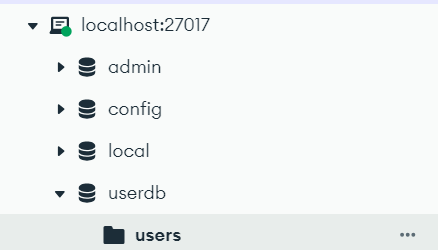 localhost:27017
admin
config
local
userdb
users